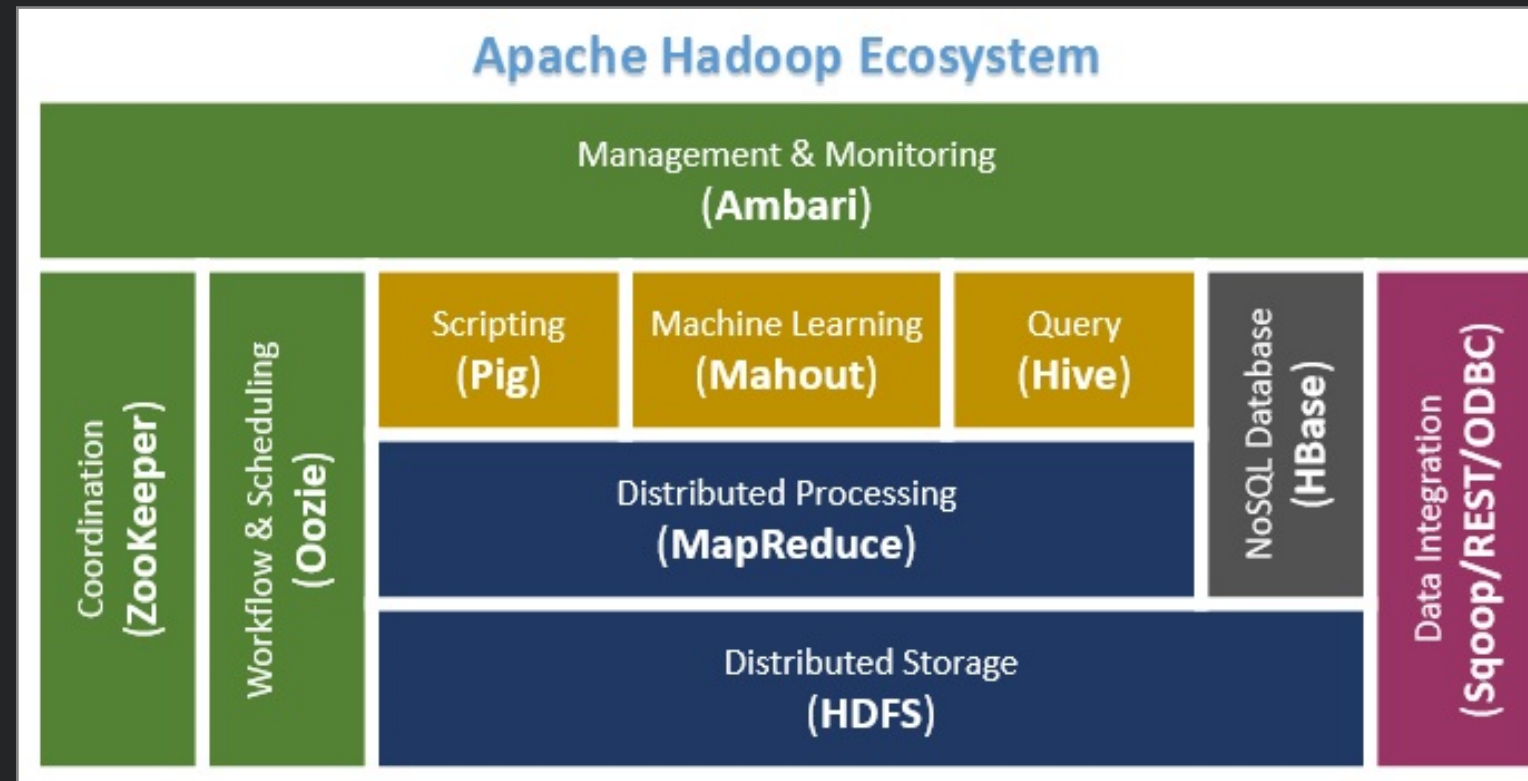 Apache Hadoop Ecosystem
Management & Monitoring
(Ambari)
Coordination
(ZooKeeper)
Workflow & Scheduling
(Oozie)
Scripting
(Pig)
Machine Learning
(Mahout)
Query
(Hive)
Distributed Processing
(MapReduce)
Distributed Storage
(HDFS)
NoSQL Database
(HBase)
Data Integration
(Sqoop/REST/ODBC)